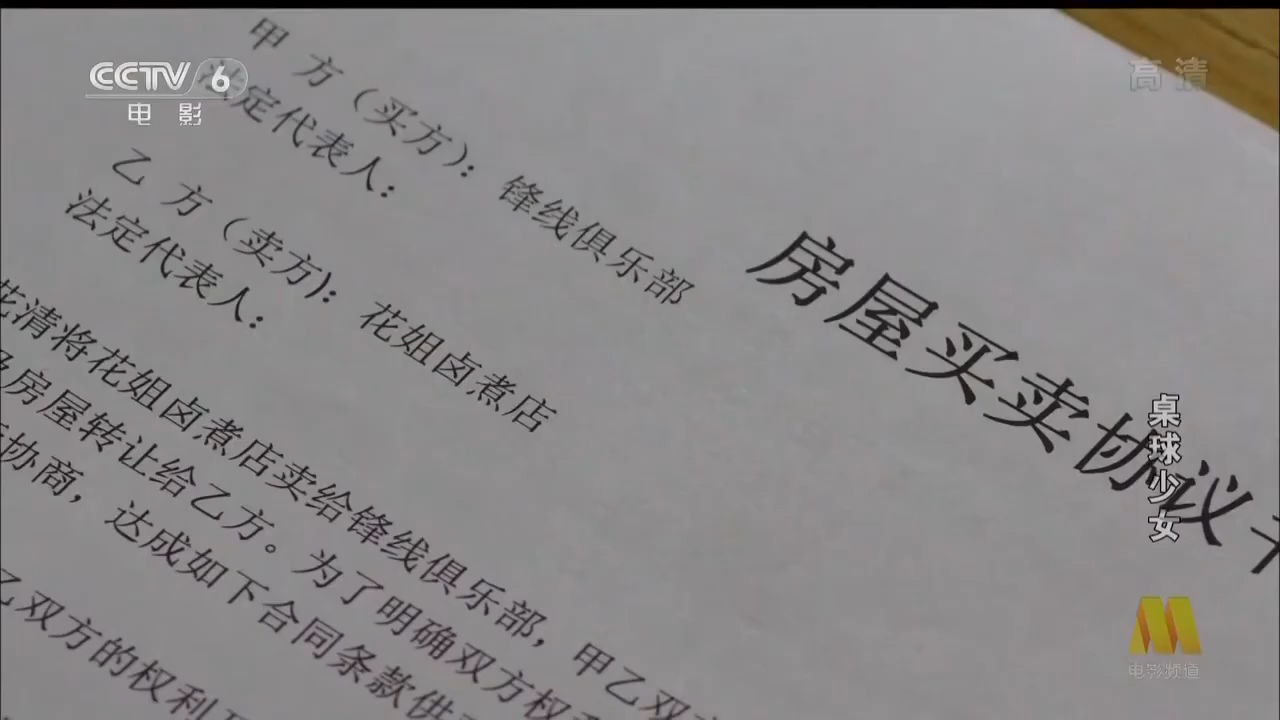 CCTV 6
电影
高清
房屋买卖协议
甲 方（买方）：锋线俱乐部
法定代表人：
乙 方（卖方）：花姐卤煮店
法定代表人：
花清将花姐卤煮店卖给锋线俱乐部，甲乙双方
房屋转让给乙方。为了明确双方权
协商，达成如下合同条款供
乙双方的权利
桌球少女
电影频道